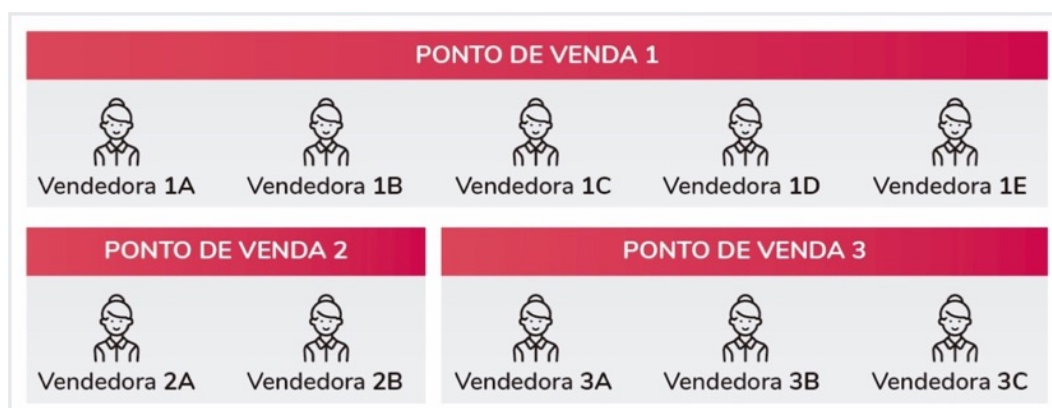 PONTO DE VENDA 1
Vendedora 1A Vendedora 1B Vendedora 1C Vendedora 1D Vendedora 1E
PONTO DE VENDA 2 PONTO DE VENDA 3
Vendedora 2A Vendedora 2B Vendedora 3A Vendedora 3B Vendedora 3C